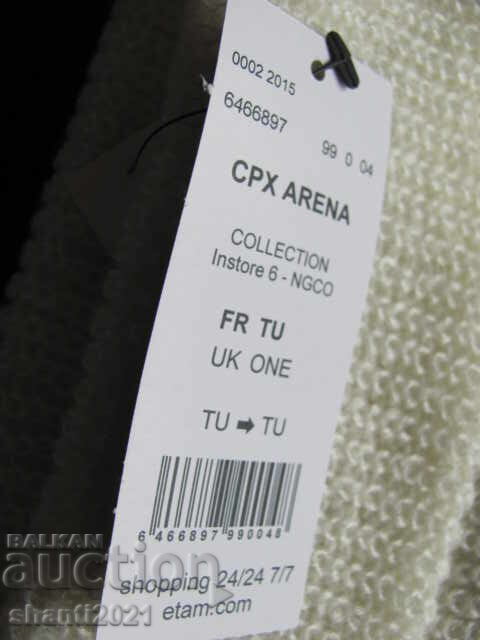 0002 2015
6466897
99 0 04
CPX ARENA
COLLECTION
Instore 6 - NGCO
FR TU
UK ONE
TU ➡ TU
6 466897 990048
shopping 24/24 7/7
etam.com
BALKAN
auction
shanti2021